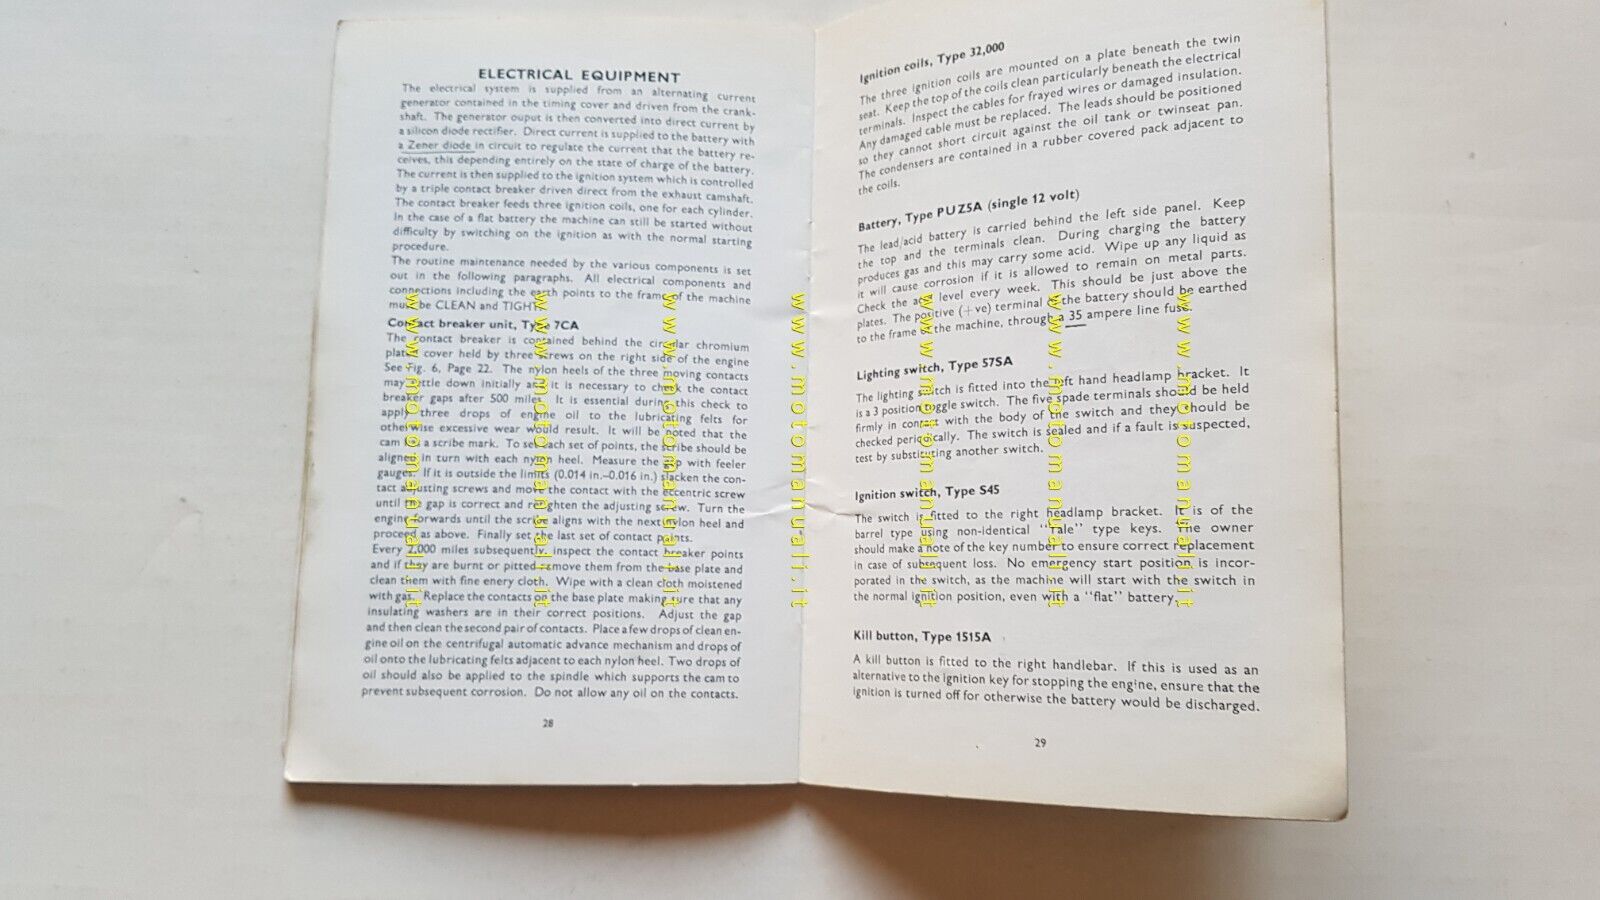 ELECTRICAL EQUIPMENT
The electrical system is supplied from an alternating current
generator contained in the timing cover and driven from the crank-
shaft. The generator ouput is then converted into direct current by
a silicon diode rectifier. Direct current is supplied to the battery with
a Zener diode in circuit to regulate the current that the battery re-
ceives, this depending entirely on the state of charge of the battery.
The current is then supplied to the ignition system which is controlled
by a triple contact breaker driven direct from the exhaust camshaft.
The contact breaker feeds three ignition coils, one for each cylinder.
In the case of a flat battery the machine can still be started without
difficulty by switching on the ignition as with the normal starting
procedure.
The routine maintenance needed by the various components is set
out in the following paragraphs. All electrical components and
connections including the earth points to the frame of the machine
must be CLEAN and TIGHT.
Contact breaker unit, Type 7CA
The contact breaker is contained behind the circular chromium
plated cover held by three screws on the right side of the engine
See Fig. 6, Page 22. The nylon heels of the three moving contacts
may settle down initially and it is necessary to check the contact
breaker gaps after 500 miles. It is essential during this check to
apply three drops of engine oil to the lubricating felts for
otherwise excessive wear would result. It will be noted that the
cam has a scribe mark. To set each set of points, the scribe should be
aligned in turn with each nylon heel. Measure the gap with feeler
gauges. If it is outside the limits (0.014 in.–0.016 in.) slacken the con-
tact adjusting screws and move the contact with the eccentric screw
until the gap is correct and retighten the adjusting screw. Turn the
engine forwards until the scribe aligns with the next nylon heel and
proceed as above. Finally set the last set of contact points.
Every 2,000 miles subsequently, inspect the contact breaker points
and if they are burnt or pitted remove them from the base plate and
clean them with fine enery cloth. Wipe with a clean cloth moistened
with gas. Replace the contacts on the base plate making sure that any
insulating washers are in their correct positions. Adjust the gap
and then clean the second pair of contacts. Place a few drops of clean en-
gine oil on the centrifugal automatic advance mechanism and drops of
oil onto the lubricating felts adjacent to each nylon heel. Two drops of
oil should also be applied to the spindle which supports the cam to
prevent subsequent corrosion. Do not allow any oil on the contacts.
28
Ignition coils, Type 32,000
The three ignition coils are mounted on a plate beneath the twin
seat. Keep the top of the coils clean particularly beneath the electrical
terminals. Inspect the cables for frayed wires or damaged insulation.
Any damaged cable must be replaced. The leads should be positioned
so they cannot short circuit against the oil tank or twinseat pan.
The condensers are contained in a rubber covered pack adjacent to
the coils.
Battery, Type PUZ5A (single 12 volt)
The lead/acid battery is carried behind the left side panel. Keep
the top and the terminals clean. During charging the battery
produces gas and this may carry some acid. Wipe up any liquid as
it will cause corrosion if it is allowed to remain on metal parts.
Check the acid level every week. This should be just above the
plates. The positive (+ve) terminal of the battery should be earthed
to the frame of the machine, through a 35 ampere line fuse.
Lighting switch, Type 57SA
The lighting switch is fitted into the left hand headlamp bracket. It
is a 3 position toggle switch. The five spade terminals should be held
firmly in contact with the body of the switch and they should be
checked periodically. The switch is sealed and if a fault is suspected,
test by substituting another switch.
Ignition switch, Type S45
The switch is fitted to the right headlamp bracket. It is of the
barrel type using non-identical "Yale" type keys. The owner
should make a note of the key number to ensure correct replacement
in case of subsequent loss. No emergency start position is incor-
porated in the switch, as the machine will start with the switch in
the normal ignition position, even with a "flat" battery.
Kill button, Type 1515A
A kill button is fitted to the right handlebar. If this is used as an
alternative to the ignition key for stopping the engine, ensure that the
ignition is turned off for otherwise the battery would be discharged.
29
www.motomanuali.it
www.motomanuali.it
www.motomanuali.it
www.motomanuali.it
www.motomanuali.it
www.motomanuali.it
www.motomanuali.it